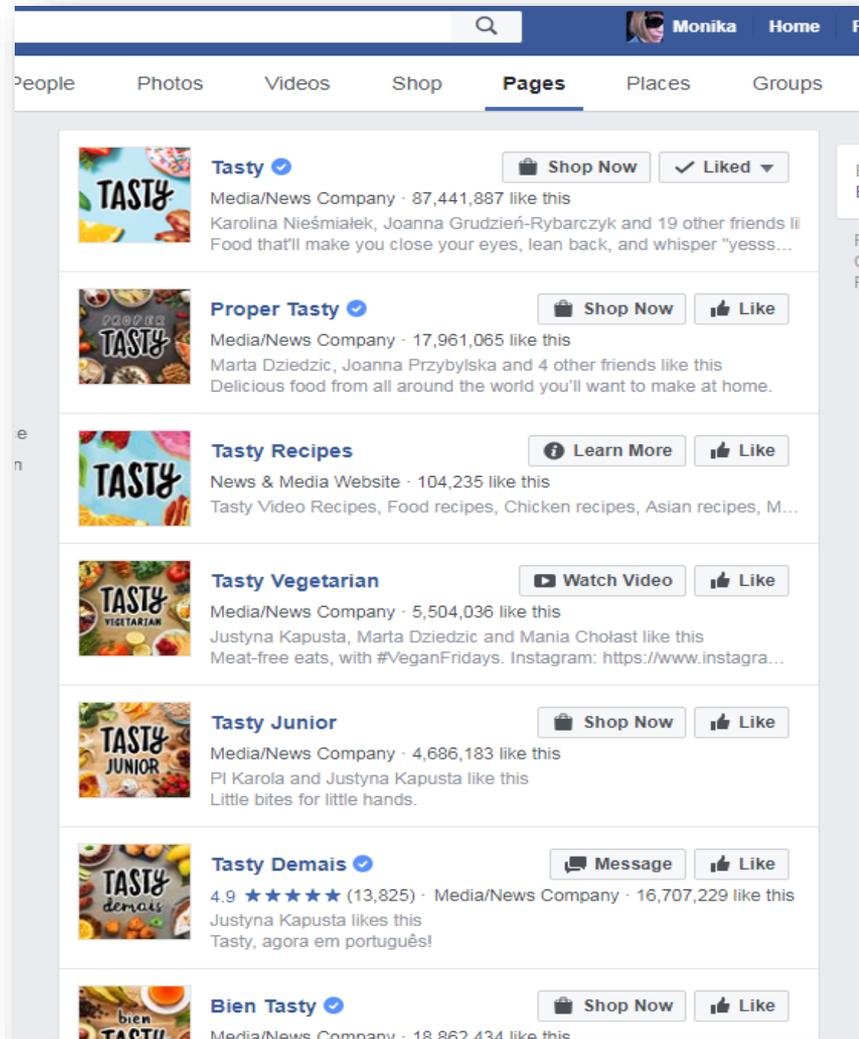 Monika Home
People Photos Videos Shop Pages Places Groups
TASTY
Tasty Shop Now Liked
Media/News Company · 87,441,887 like this
Karolina Nieśmiałek, Joanna Grudzień-Rybarczyk and 19 other friends li
Food that'll make you close your eyes, lean back, and whisper "yesss...
PROPER
TASTY
Proper Tasty Shop Now Like
Media/News Company · 17,961,065 like this
Marta Dziedzic, Joanna Przybylska and 4 other friends like this
Delicious food from all around the world you'll want to make at home.
TASTY
Tasty Recipes Learn More Like
News & Media Website · 104,235 like this
Tasty Video Recipes, Food recipes, Chicken recipes, Asian recipes, M...
TASTY
VEGETARIAN
Tasty Vegetarian Watch Video Like
Media/News Company · 5,504,036 like this
Justyna Kapusta, Marta Dziedzic and Mania Chołast like this
Meat-free eats, with #VeganFridays. Instagram: https://www.instagra...
TASTY
JUNIOR
Tasty Junior Shop Now Like
Media/News Company · 4,686,183 like this
Pl Karola and Justyna Kapusta like this
Little bites for little hands.
TASTY
demais
Tasty Demais Message Like
4.9 ★★★★★ (13,825) · Media/News Company · 16,707,229 like this
Justyna Kapusta likes this
Tasty, agora em português!
bien
TASTY
Bien Tasty Shop Now Like
Media/News Company · 18,862,434 like this